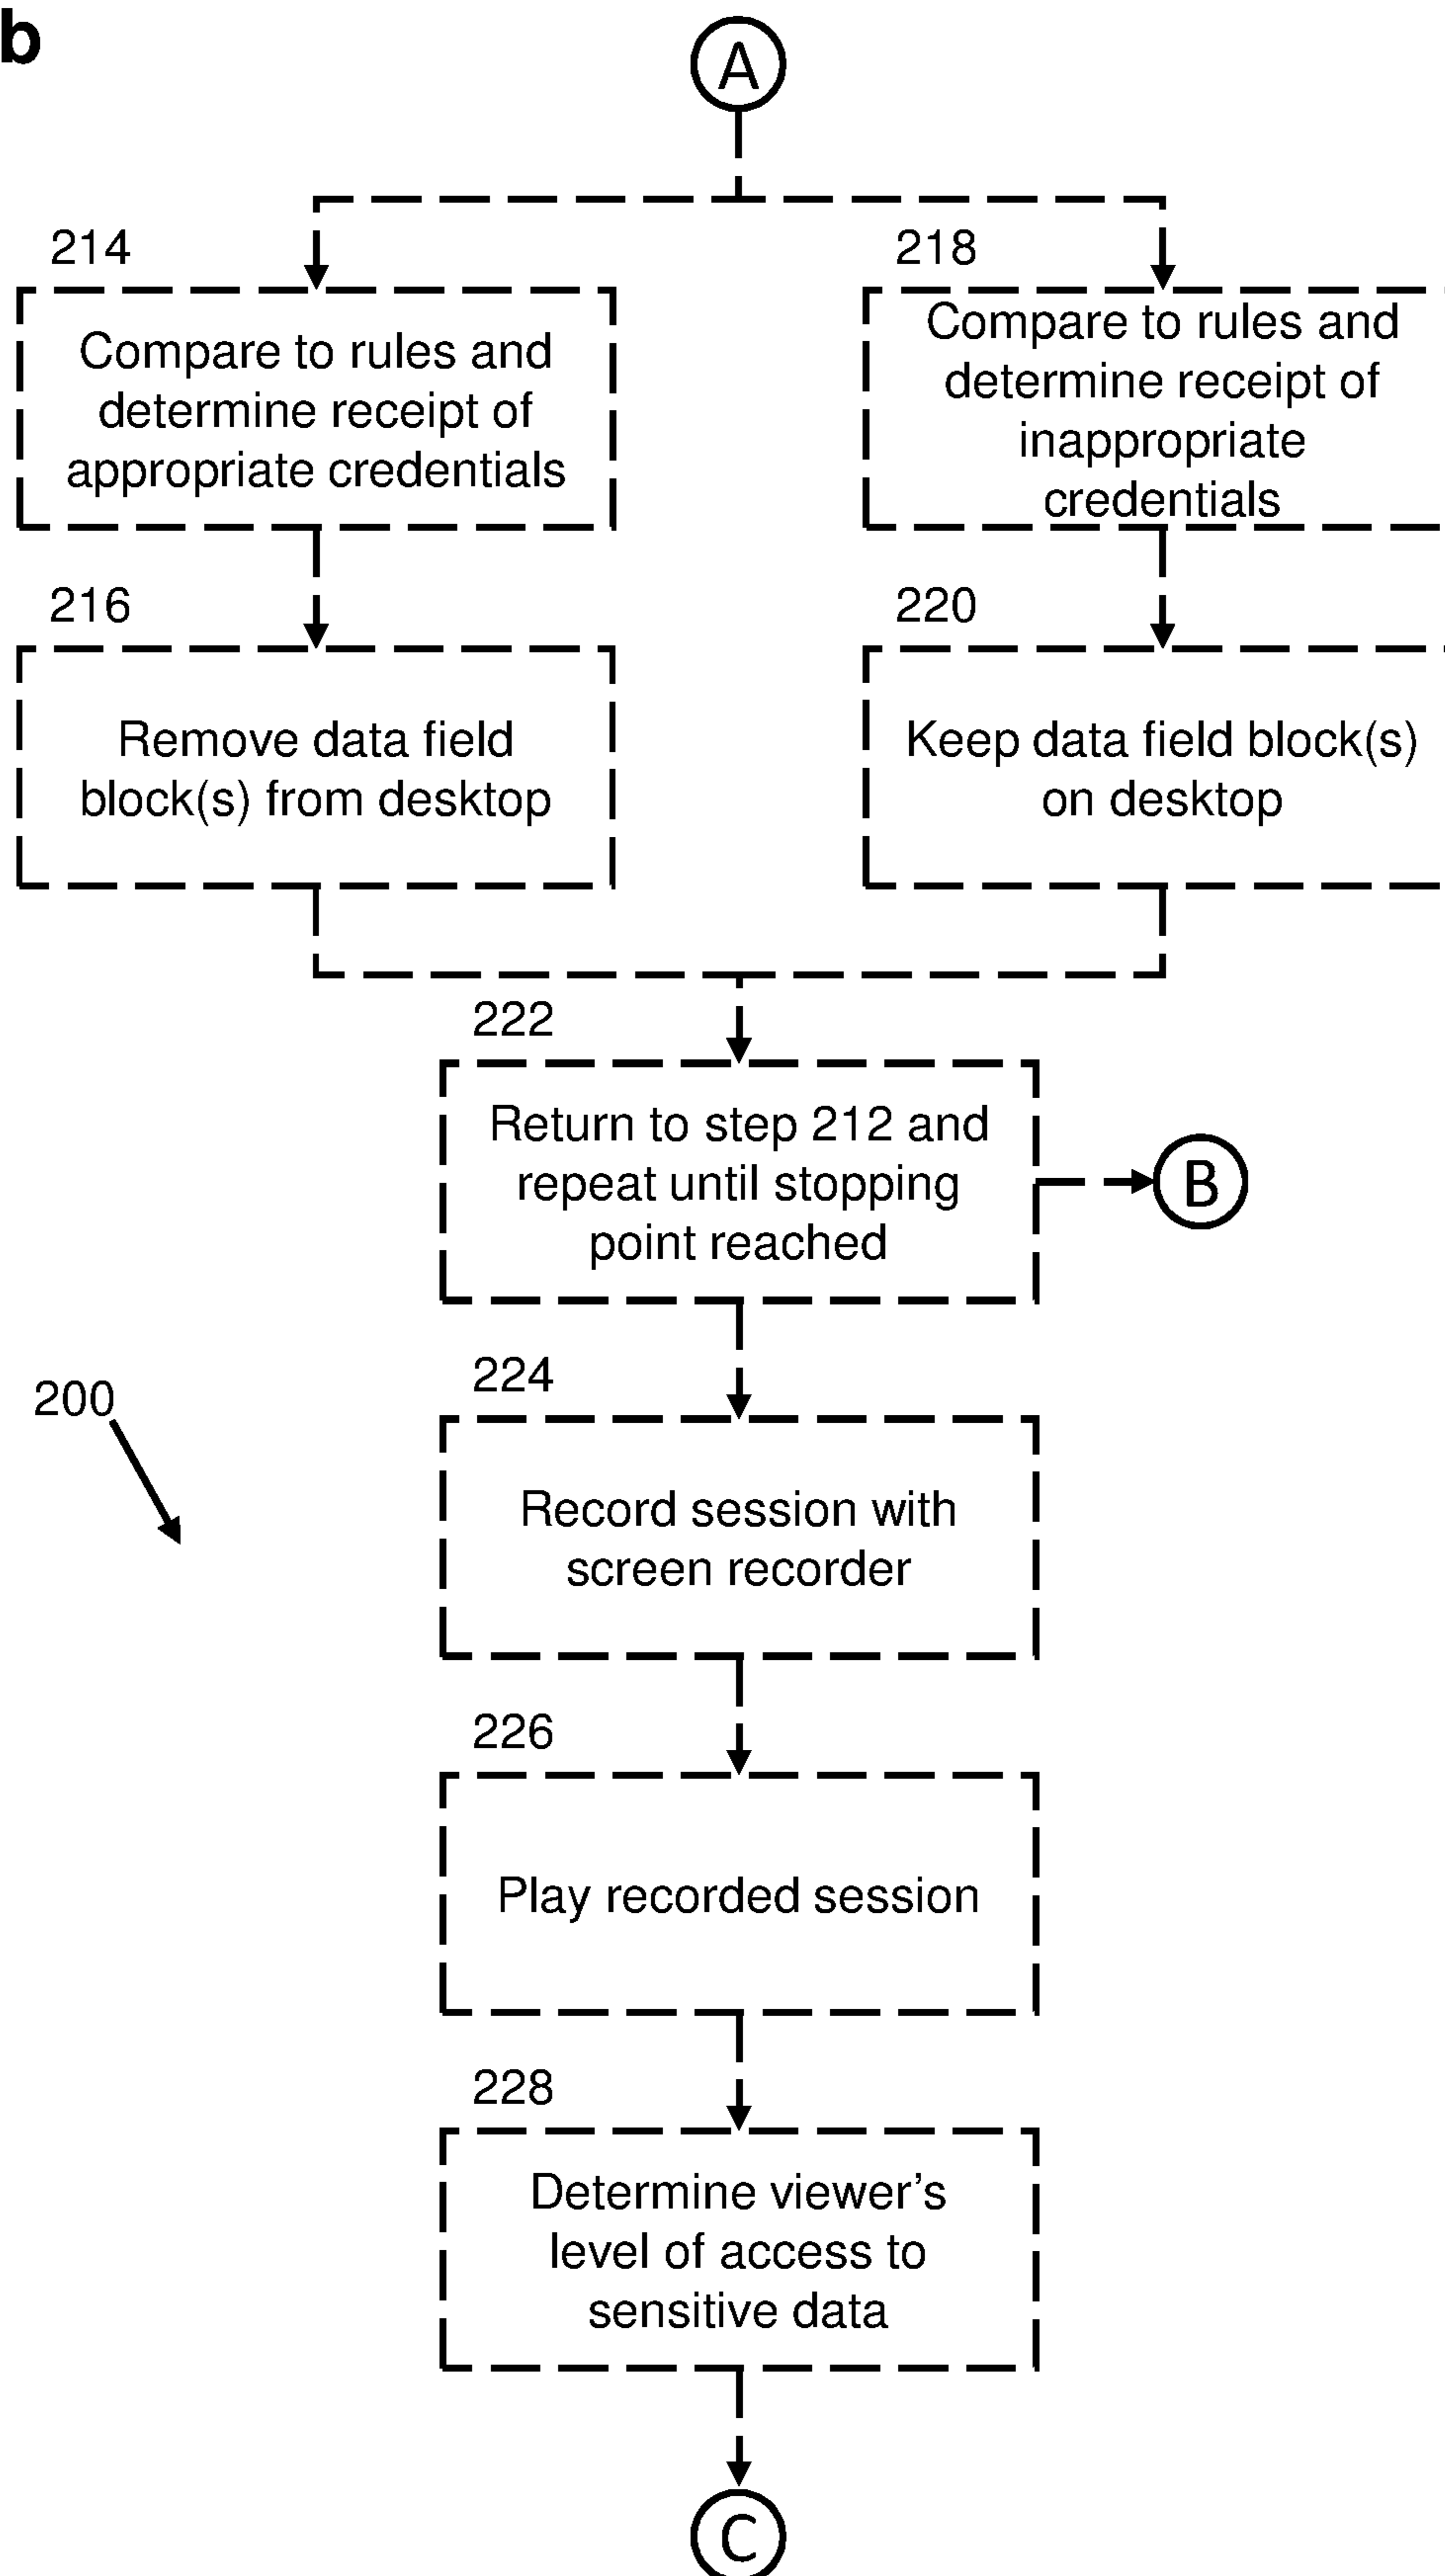 b
A
214
Compare to rules and
determine receipt of
appropriate credentials
218
Compare to rules and
determine receipt of
inappropriate
credentials
216
Remove data field
block(s) from desktop
220
Keep data field block(s)
on desktop
222
Return to step 212 and
repeat until stopping
point reached
B
200
224
Record session with
screen recorder
226
Play recorded session
228
Determine viewer's
level of access to
sensitive data
C